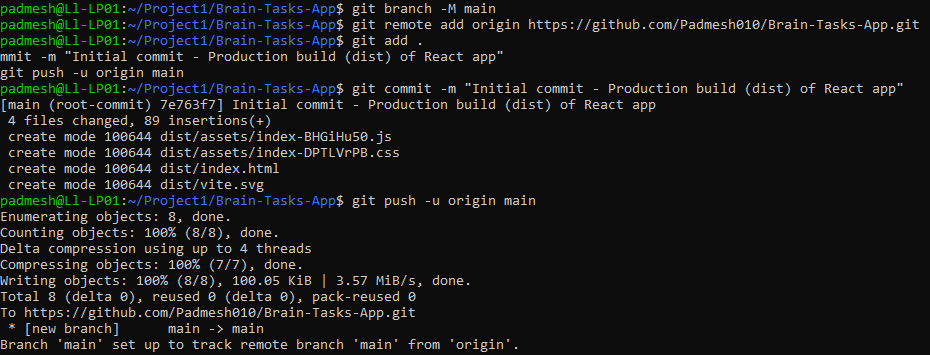 padmesh@Ll-LP01:~/Project1/Brain-Tasks-App$ git branch -M main
padmesh@Ll-LP01:~/Project1/Brain-Tasks-App$ git remote add origin https://github.com/Padmesh010/Brain-Tasks-App.git
padmesh@Ll-LP01:~/Project1/Brain-Tasks-App$ git add .
mmit -m "Initial commit - Production build (dist) of React app"
git push -u origin main
padmesh@Ll-LP01:~/Project1/Brain-Tasks-App$ git commit -m "Initial commit - Production build (dist) of React app"
[main (root-commit) 7e763f7] Initial commit - Production build (dist) of React app
 4 files changed, 89 insertions(+)
 create mode 100644 dist/assets/index-BHGiHu50.js
 create mode 100644 dist/assets/index-DPTLVrPB.css
 create mode 100644 dist/index.html
 create mode 100644 dist/vite.svg
padmesh@Ll-LP01:~/Project1/Brain-Tasks-App$ git push -u origin main
Enumerating objects: 8, done.
Counting objects: 100% (8/8), done.
Delta compression using up to 4 threads
Compressing objects: 100% (7/7), done.
Writing objects: 100% (8/8), 100.05 KiB | 3.57 MiB/s, done.
Total 8 (delta 0), reused 0 (delta 0), pack-reused 0
To https://github.com/Padmesh010/Brain-Tasks-App.git
 * [new branch]      main -> main
Branch 'main' set up to track remote branch 'main' from 'origin'.